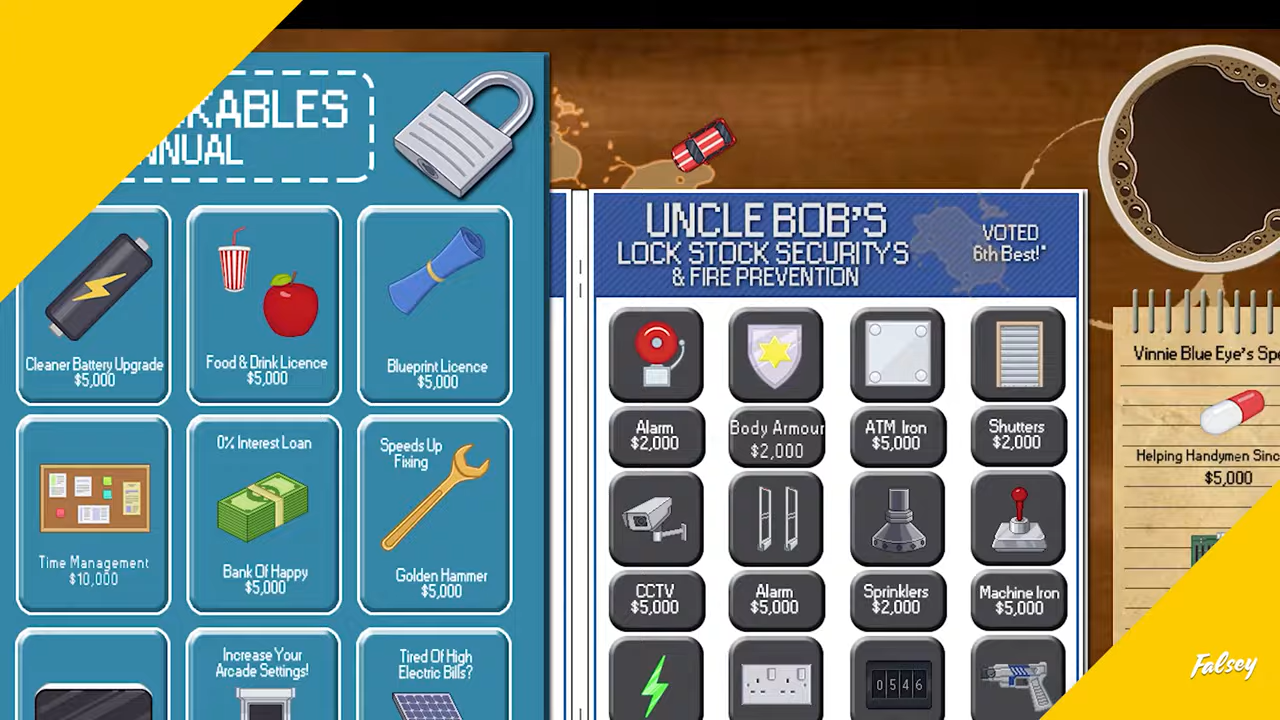 KABLES
NNUAL
Cleaner Battery Upgrade
$5,000
Food & Drink Licence
$5,000
Blueprint Licence
$5,000
Time Management
$10,000
0% Interest Loan
Bank Of Happy
$5,000
Speeds Up
Fixing
Golden Hammer
$5,000
Increase Your
Arcade Settings!
Tired Of High
Electric Bills?
UNCLE BOB'S
LOCK STOCK SECURITY'S
& FIRE PREVENTION
VOTED
6th Best!*
Alarm
$2,000
Body Armour
$2,000
ATM Iron
$5,000
Shutters
$2,000
CCTV
$5,000
Alarm
$5,000
Sprinklers
$2,000
Machine Iron
$5,000
0546
Vinnie Blue Eye's Spe
Helping Handymen Sinc
$5,000
Falsey